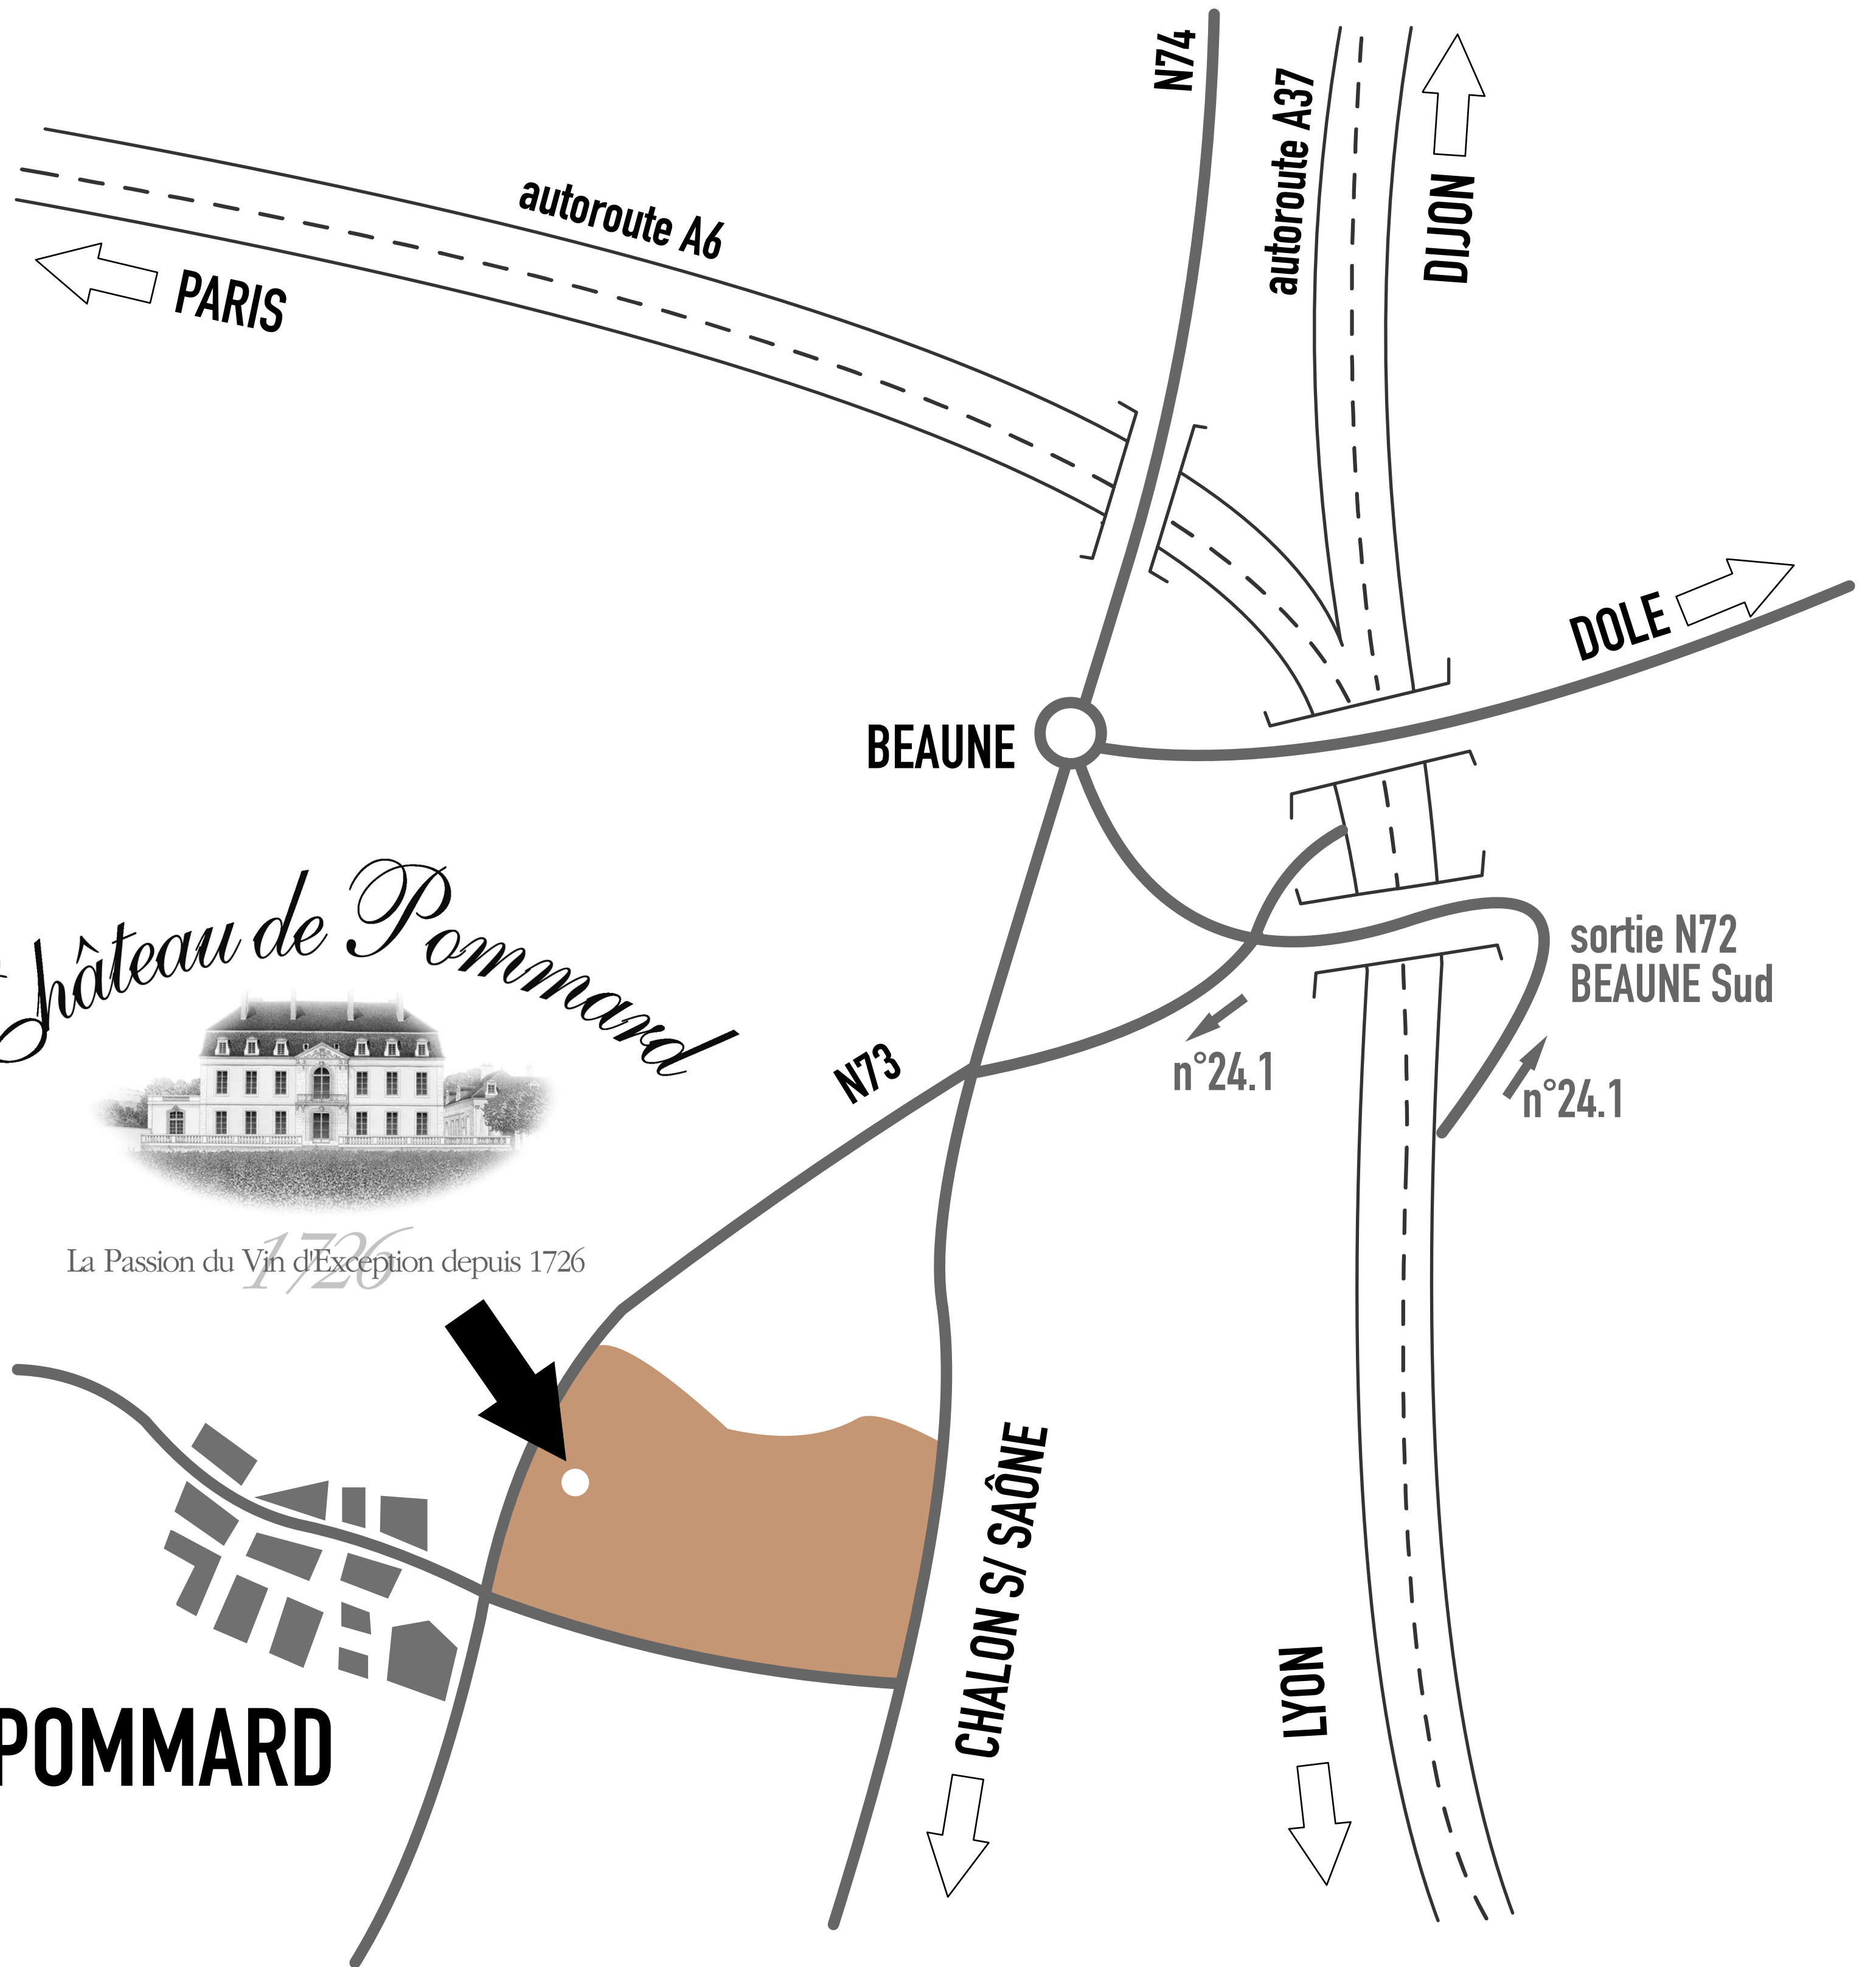 N74
autoroute A37
DIJON
autoroute A6
PARIS
DOLE
BEAUNE
Château de Pommard
sortie N72
BEAUNE Sud
N73
n°24.1
n°24.1
1726
La Passion du Vin d'Exception depuis 1726
CHALON S/ SAÔNE
LYON
POMMARD